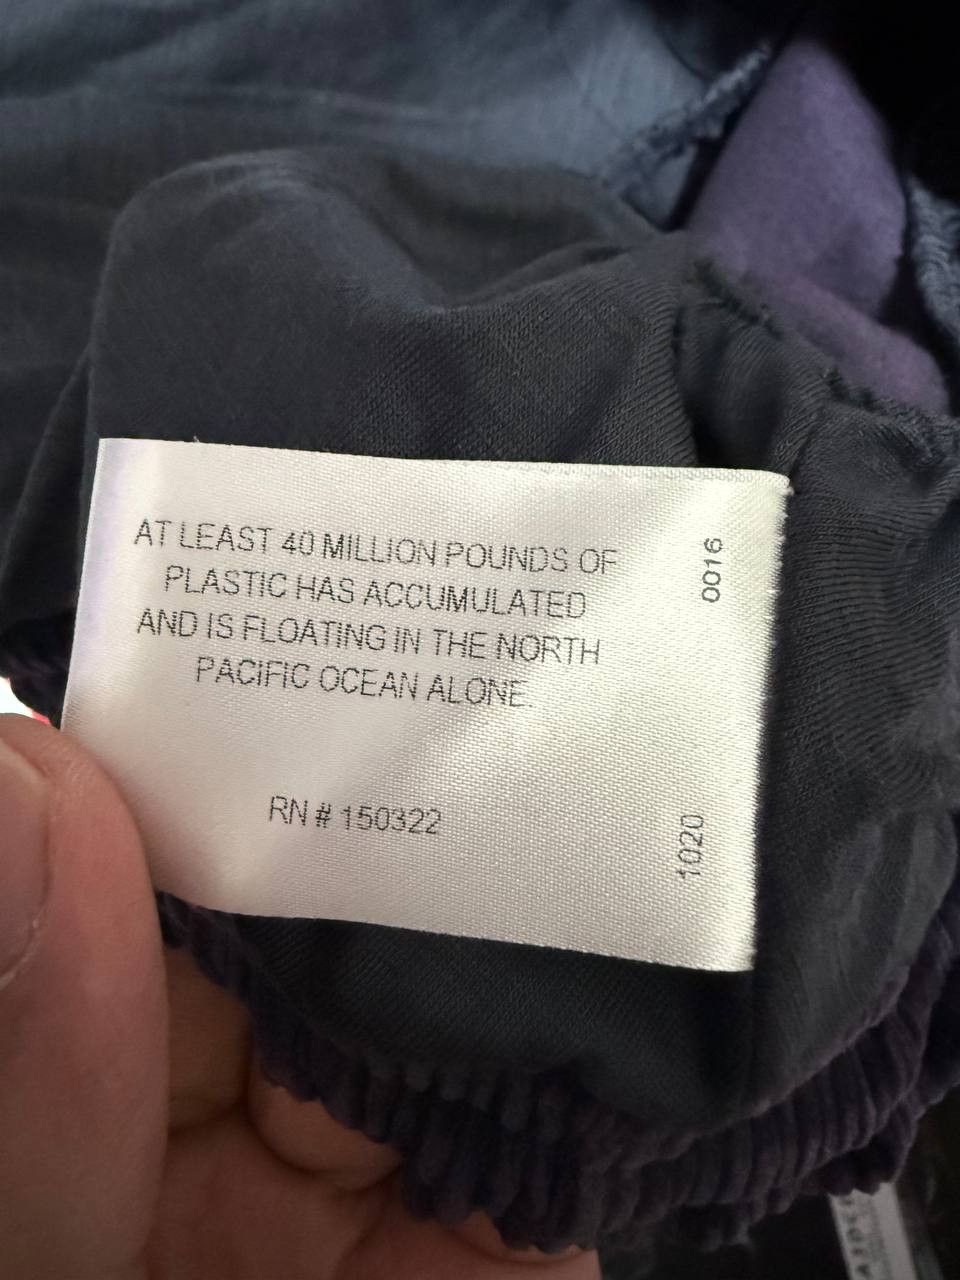 AT LEAST 40 MILLION POUNDS OF
PLASTIC HAS ACCUMULATED
AND IS FLOATING IN THE NORTH
PACIFIC OCEAN ALONE.
RN # 150322
0016
1020